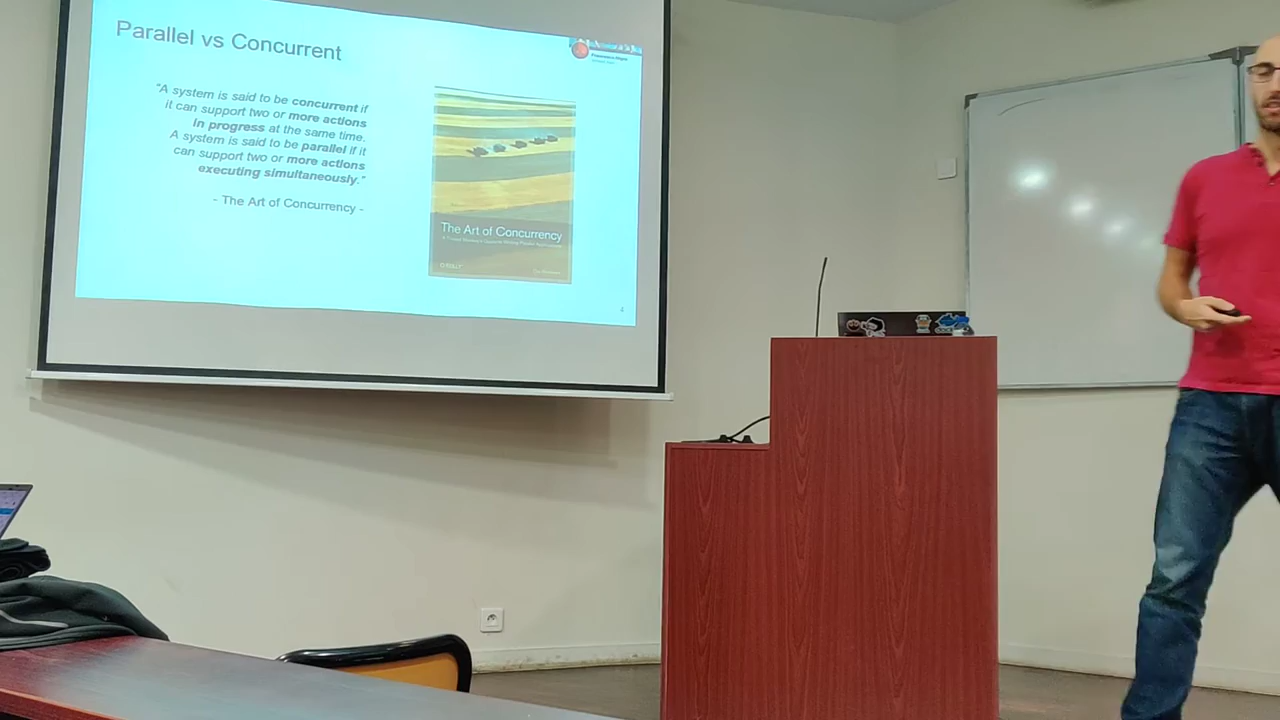 Parallel vs Concurrent
"A system is said to be concurrent if
it can support two or more actions
In progress at the same time.
A system is said to be parallel if it
can support two or more actions
executing simultaneously."
- The Art of Concurrency -
The Art of Concurrency
O'REILLY